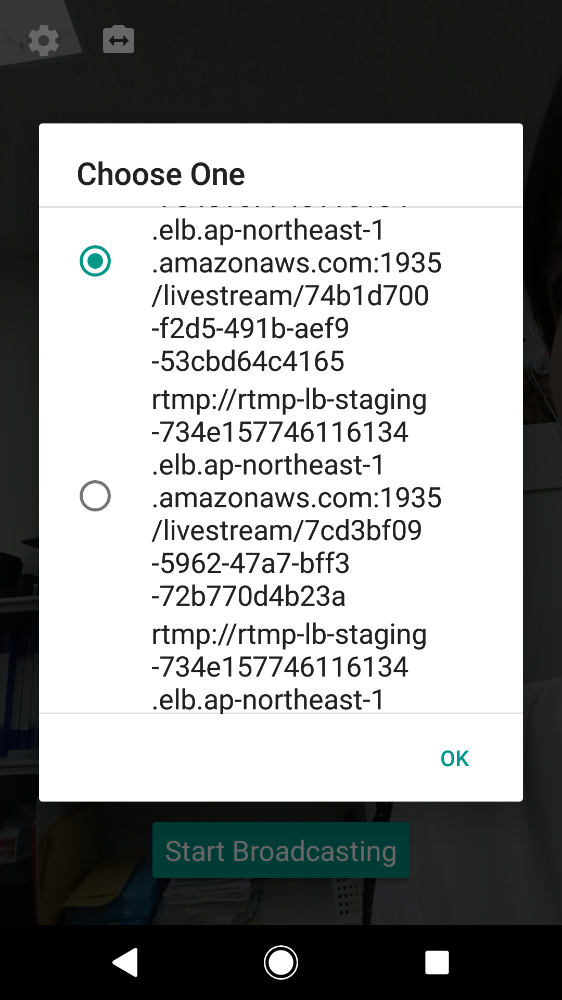 Choose One
.elb.ap-northeast-1
.amazonaws.com:1935
/livestream/74b1d700
-f2d5-491b-aef9
-53cbd64c4165
rtmp://rtmp-lb-staging
-734e157746116134
.elb.ap-northeast-1
.amazonaws.com:1935
/livestream/7cd3bf09
-5962-47a7-bff3
-72b770d4b23a
rtmp://rtmp-lb-staging
-734e157746116134
.elb.ap-northeast-1
OK
Start Broadcasting